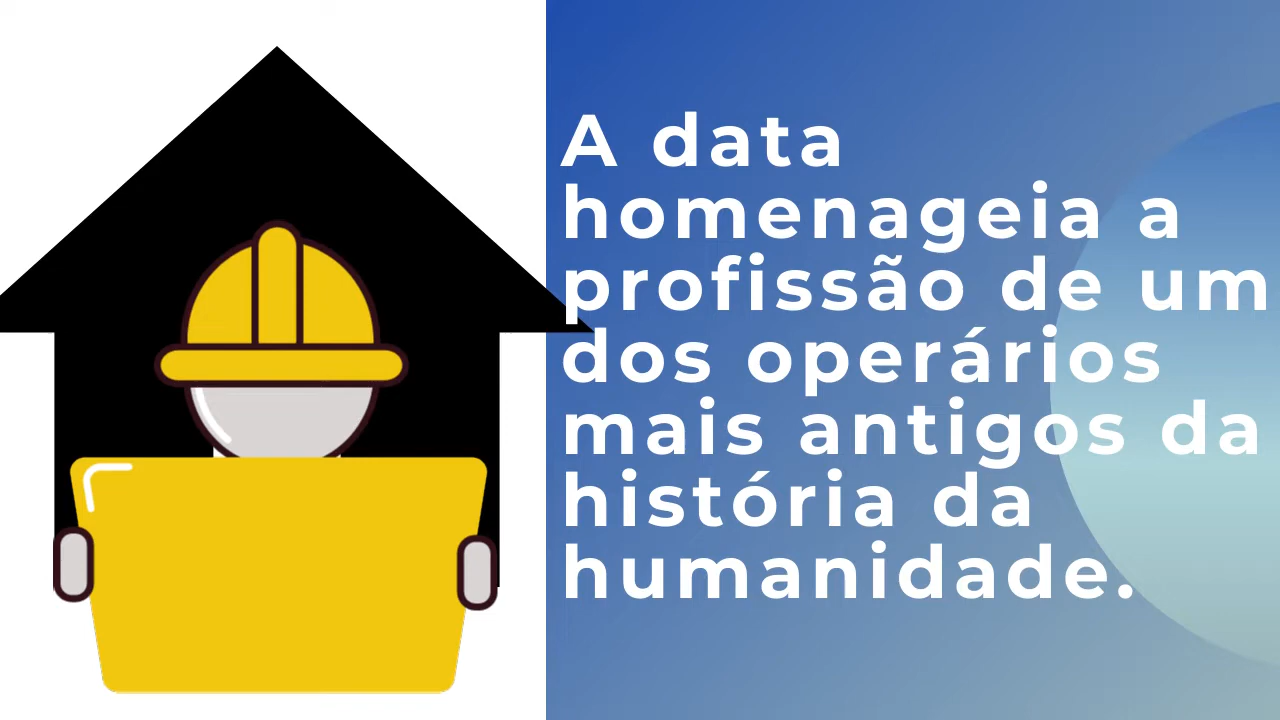 A data
homenageia a
profissão de um
dos operários
mais antigos da
história da
humanidade.